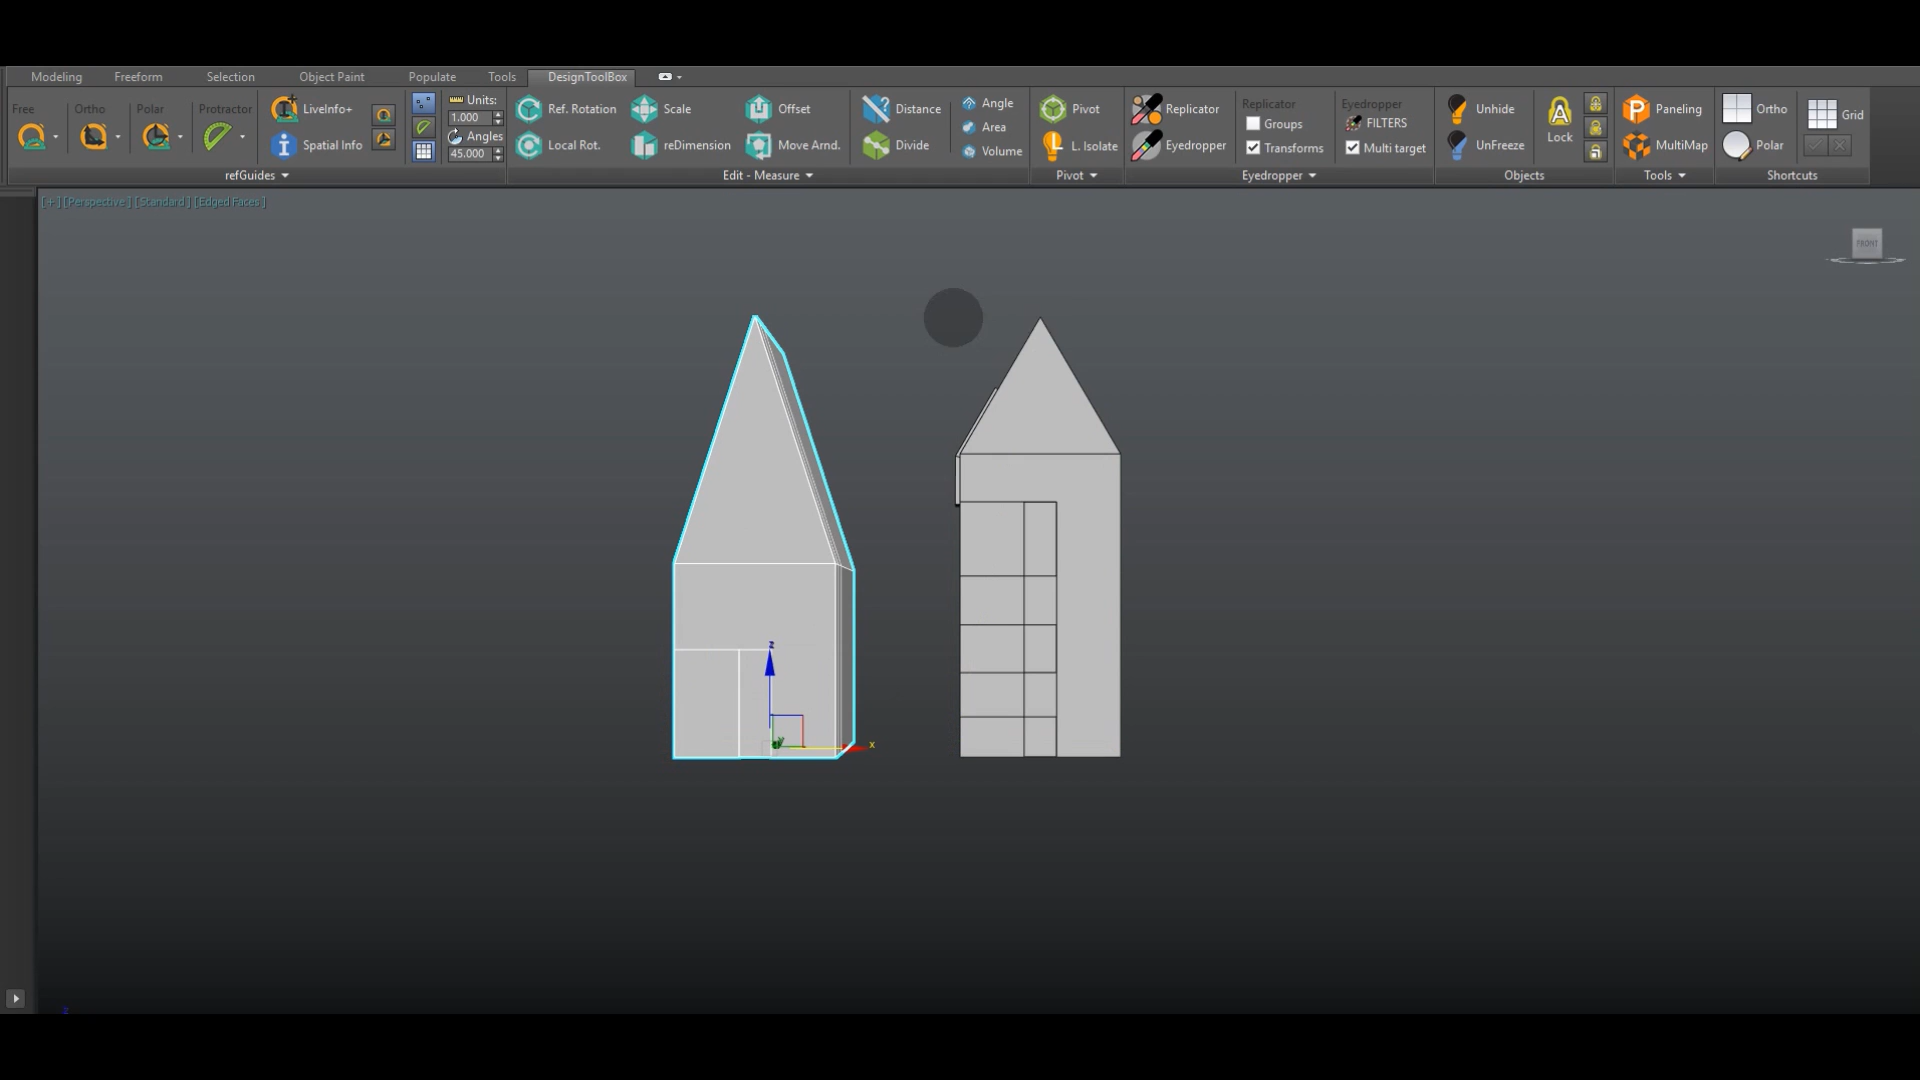 Modeling Freeform Selection Object Paint Populate Tools DesignToolBox
Free Ortho Polar Protractor LiveInfo+ Units: Ref. Rotation Scale Offset Distance Angle Pivot Replicator Replicator Eyedropper Unhide Paneling Ortho Grid
1.000 Area Groups FILTERS
Spatial Info Angles Local Rot. reDimension Move Arnd. Divide Volume L. Isolate Eyedropper Transforms Multi target UnFreeze Lock MultiMap Polar
45.000
refGuides Edit - Measure Pivot Eyedropper Objects Tools Shortcuts
[+] [Perspective] [Standard] [Edged Faces]
FRONT
z
y
x
z